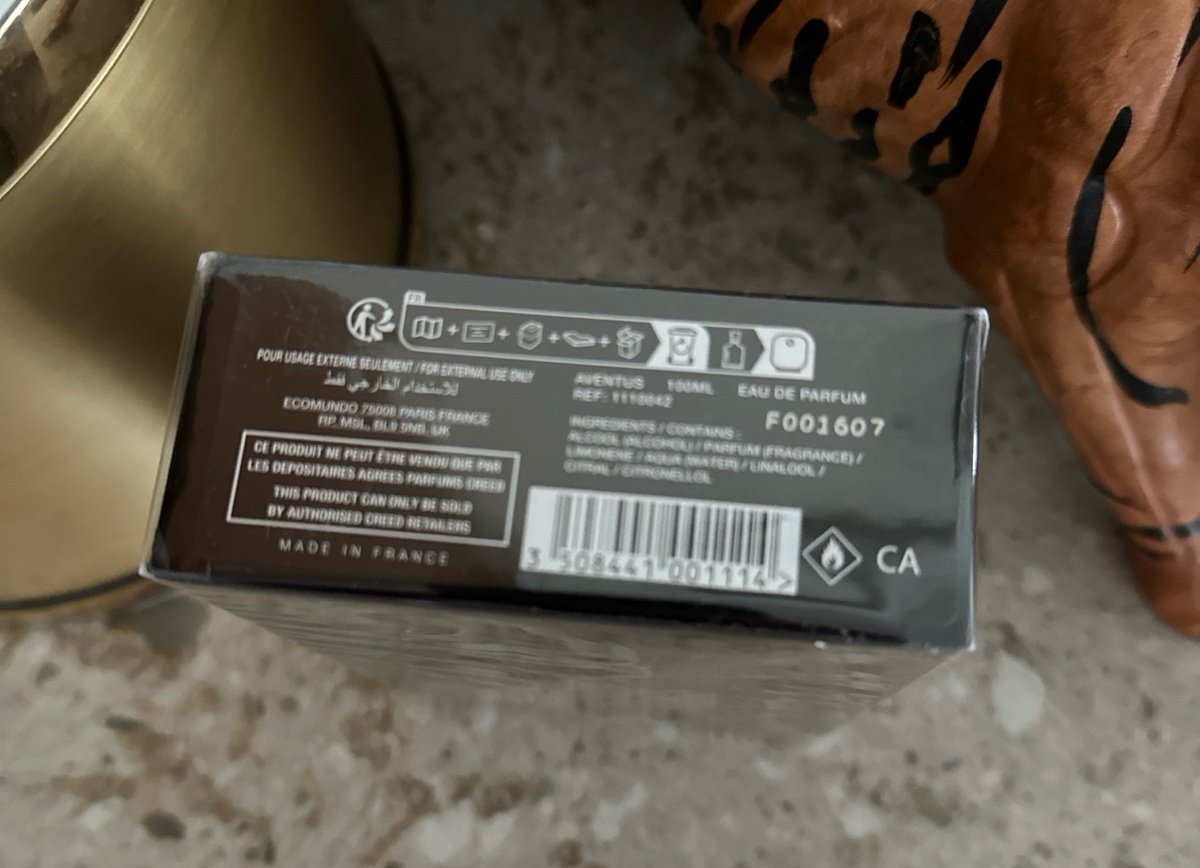 FR
POUR USAGE EXTERNE SEULEMENT / FOR EXTERNAL USE ONLY
للاستخدام الخارجي فقط
ECOMUNDO 75008 PARIS FRANCE
RP, MSL, BL9 9ND, UK
CE PRODUIT NE PEUT ÊTRE VENDU QUE PAR
LES DEPOSITAIRES AGREES PARFUMS CREED
THIS PRODUCT CAN ONLY BE SOLD
BY AUTHORISED CREED RETAILERS
MADE IN FRANCE
AVENTUS 100ML EAU DE PARFUM
REF: 1110042
F001607
INGREDIENTS / CONTAINS :
ALCOOL (ALCOHOL) / PARFUM (FRAGRANCE) /
LIMONENE / AQUA (WATER) / LINALOOL /
CITRAL / CITRONELLOL
3 508441 001114 >
CA